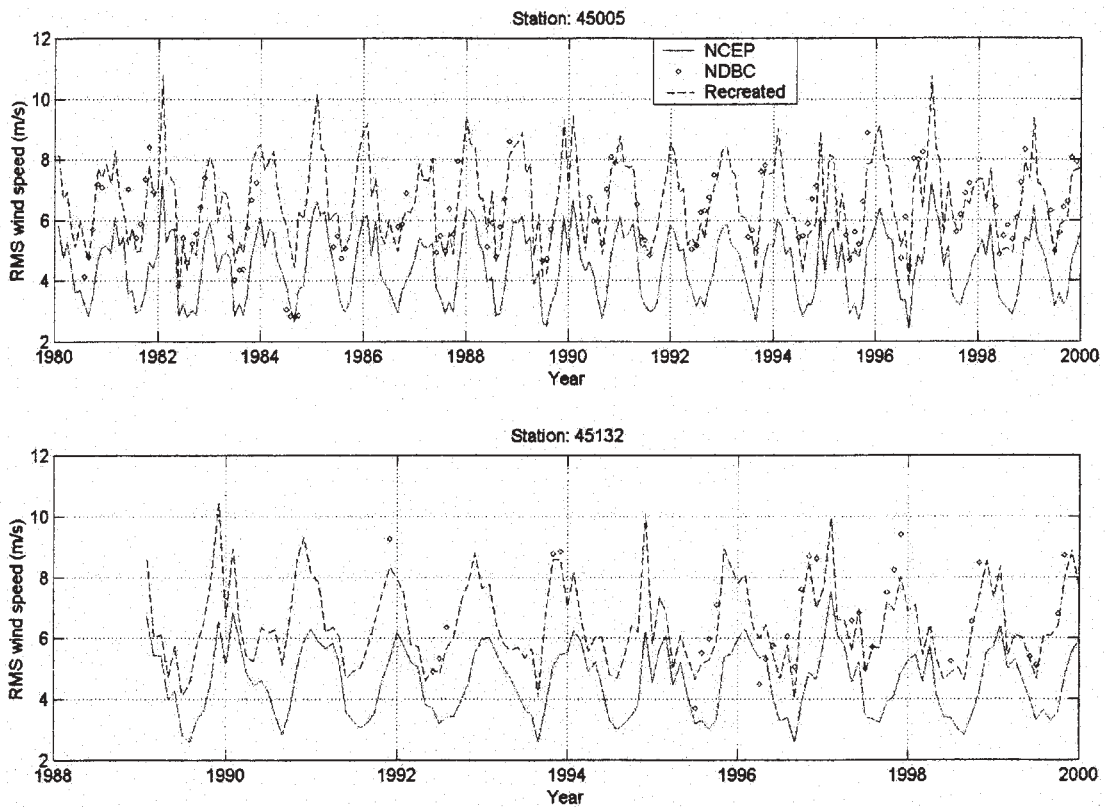 Station: 45005
12
10
8
6
4
2
RMS wind speed (m/s)
NCEP
NDBC
Recreated
1980 1982 1984 1986 1988 1990 1992 1994 1996 1998 2000
Year
Station: 45132
12
10
8
6
4
2
RMS wind speed (m/s)
1988 1990 1992 1994 1996 1998 2000
Year